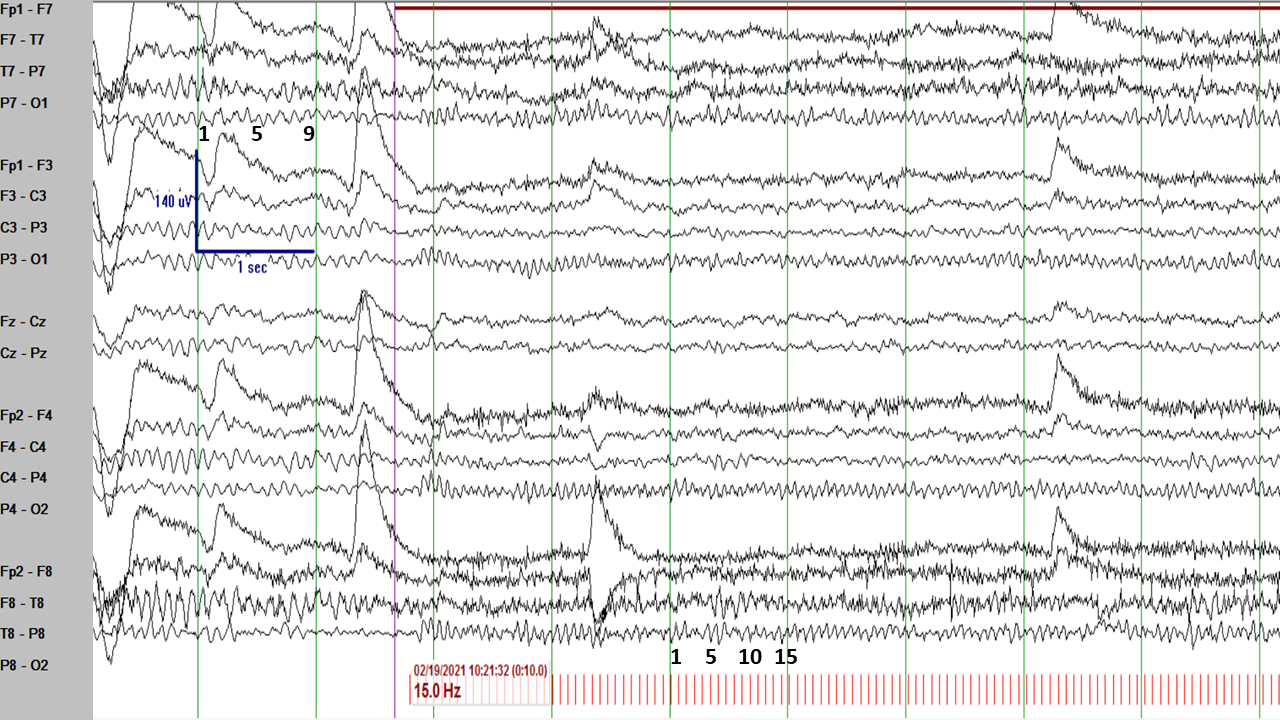 Fp1 - F7
F7 - T7
T7 - P7
P7 - O1
1 5 9
Fp1 - F3
F3 - C3
140 uV
C3 - P3
P3 - O1
1 sec
Fz - Cz
Cz - Pz
Fp2 - F4
F4 - C4
C4 - P4
P4 - O2
Fp2 - F8
F8 - T8
T8 - P8
1 5 10 15
P8 - O2
02/19/2021 10:21:32 (0:10.0)
15.0 Hz